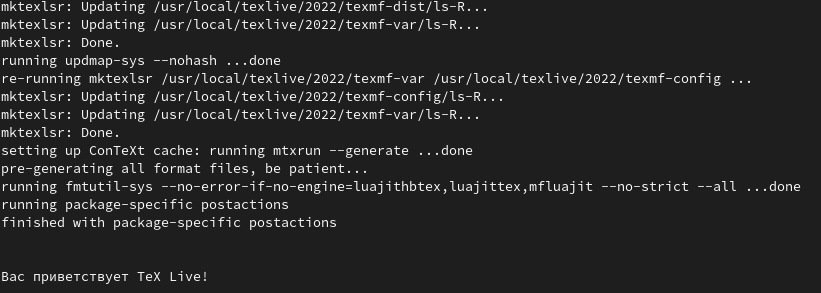 mktexlsr: Updating /usr/local/texlive/2022/texmf-dist/ls-R...
mktexlsr: Updating /usr/local/texlive/2022/texmf-var/ls-R...
mktexlsr: Done.
running updmap-sys --nohash ...done
re-running mktexlsr /usr/local/texlive/2022/texmf-var /usr/local/texlive/2022/texmf-config ...
mktexlsr: Updating /usr/local/texlive/2022/texmf-config/ls-R...
mktexlsr: Updating /usr/local/texlive/2022/texmf-var/ls-R...
mktexlsr: Done.
setting up ConTeXt cache: running mtxrun --generate ...done
pre-generating all format files, be patient...
running fmtutil-sys --no-error-if-no-engine=luajithbtex,luajittex,mfluajit --no-strict --all ...done
running package-specific postactions
finished with package-specific postactions
Вас приветствует TeX Live!